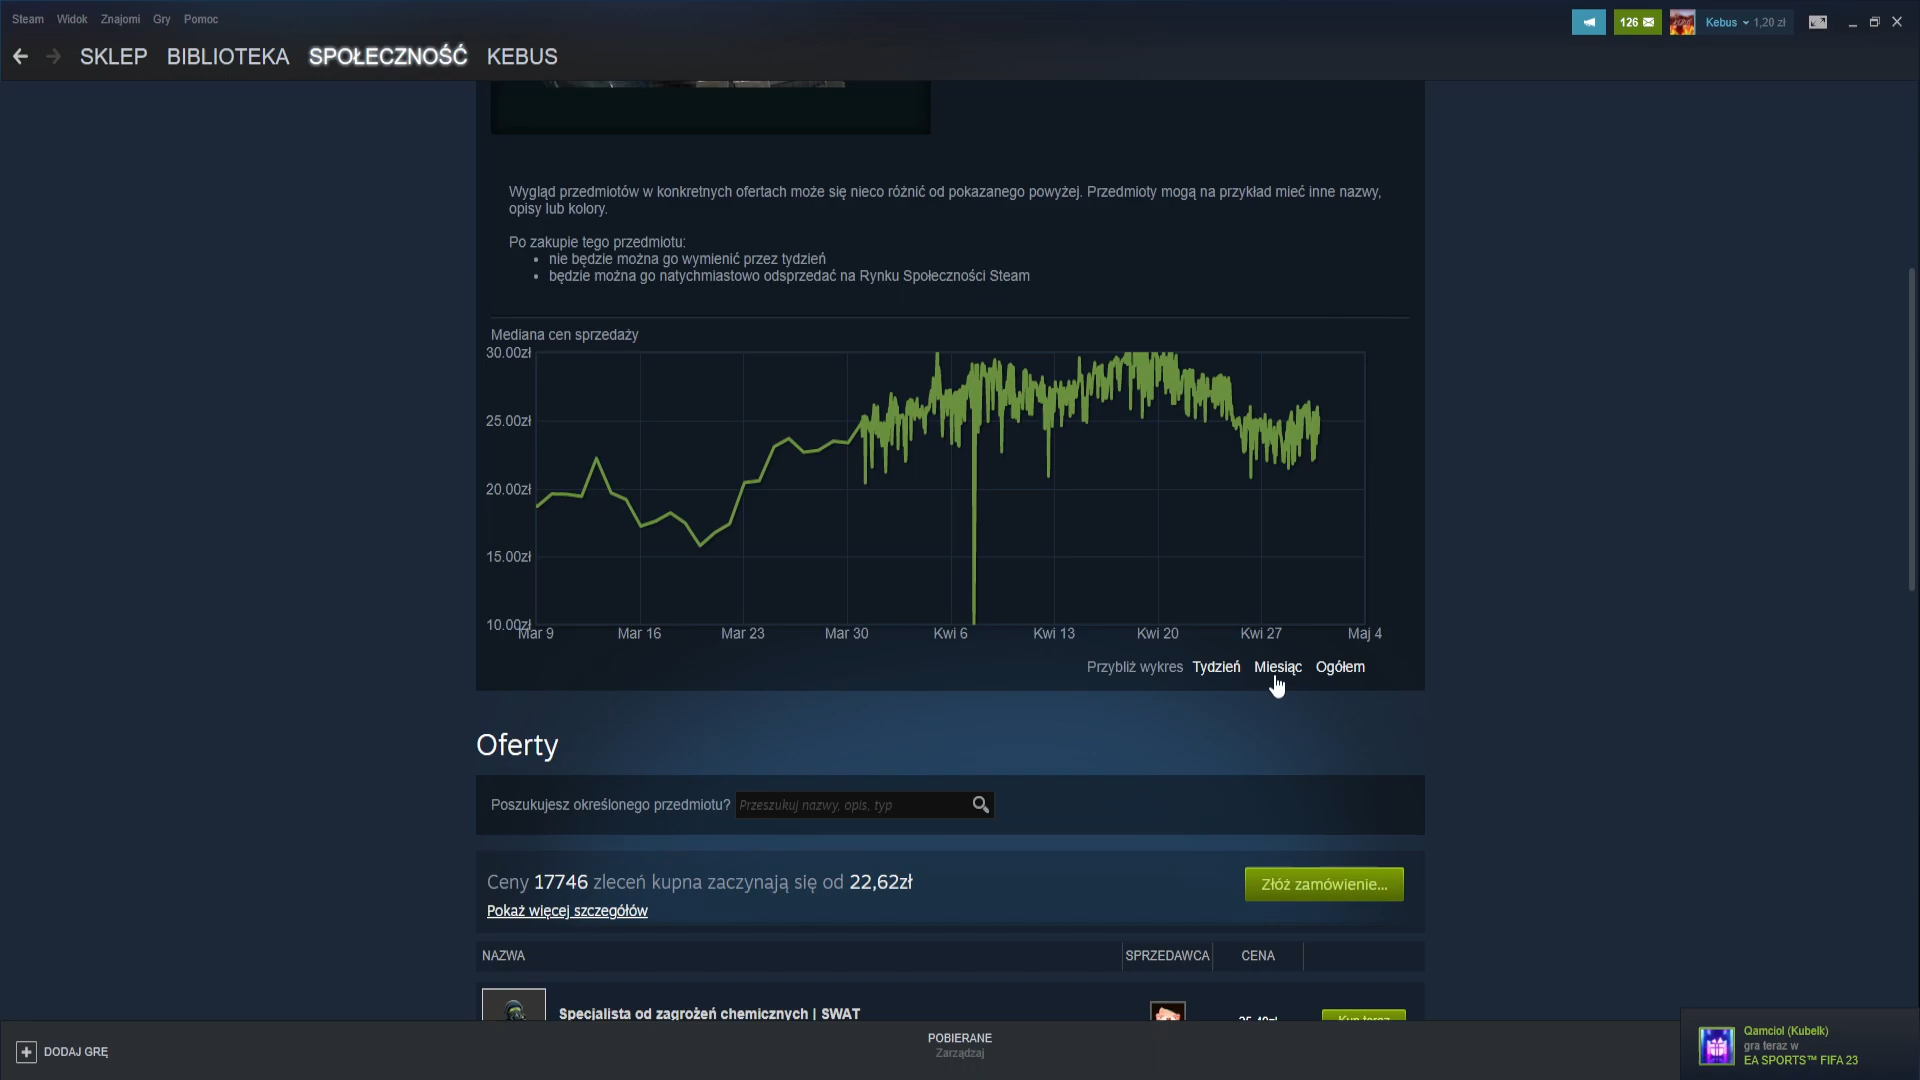 Steam Widok Znajomi Gry Pomoc
126 Kebus 1,20 zł
SKLEP BIBLIOTEKA SPOŁECZNOŚĆ KEBUS
Wygląd przedmiotów w konkretnych ofertach może się nieco różnić od pokazanego powyżej. Przedmioty mogą na przykład mieć inne nazwy,
opisy lub kolory.
Po zakupie tego przedmiotu:
• nie będzie można go wymienić przez tydzień
• będzie można go natychmiastowo odsprzedać na Rynku Społeczności Steam
Mediana cen sprzedaży
30.00zł
25.00zł
20.00zł
15.00zł
10.00zł
Mar 9 Mar 16 Mar 23 Mar 30 Kwi 6 Kwi 13 Kwi 20 Kwi 27 Maj 4
Przybliż wykres Tydzień Miesiąc Ogółem
Oferty
Poszukujesz określonego przedmiotu? Przeszukuj nazwy, opis, typ
Ceny 17746 zleceń kupna zaczynają się od 22,62zł
Złóż zamówienie...
Pokaż więcej szczegółów
NAZWA SPRZEDAWCA CENA
Specjalista od zagrożeń chemicznych | SWAT
Kup teraz
DODAJ GRĘ
POBIERANE
Zarządzaj
Qamciol (Kubelk)
gra teraz w
EA SPORTS™ FIFA 23